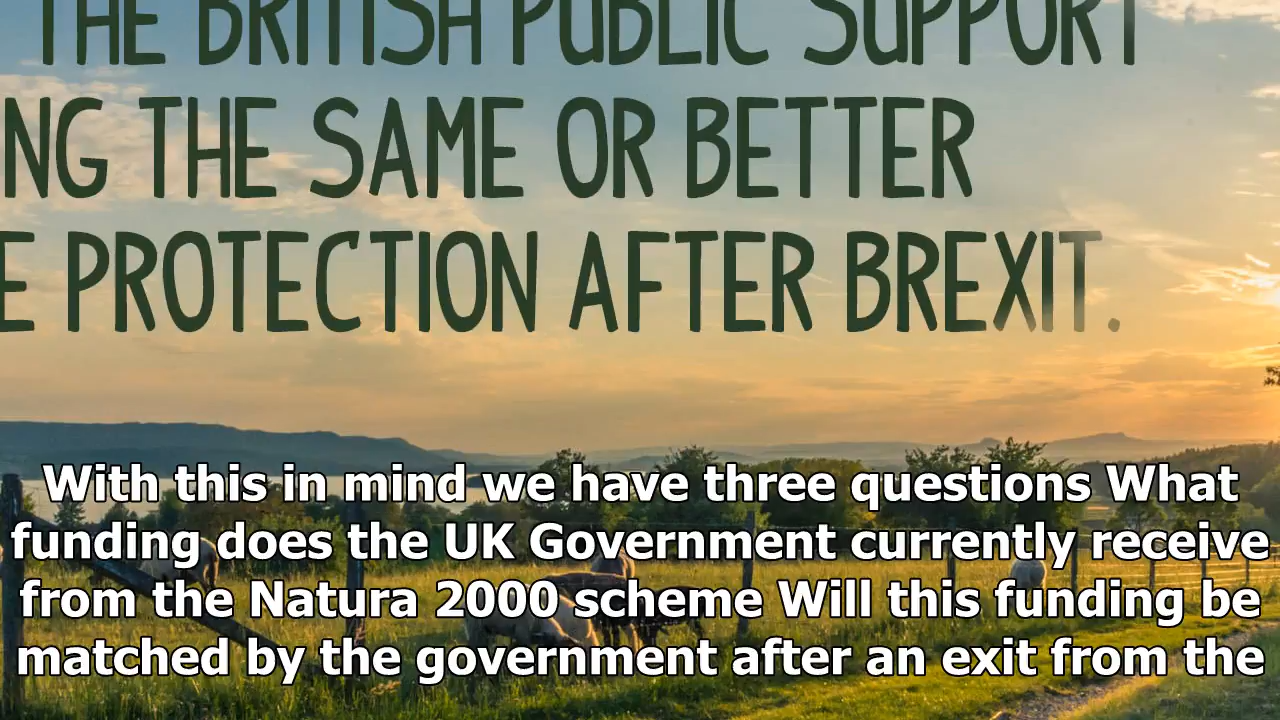 THE BRITISH PUBLIC SUPPORT
NG THE SAME OR BETTER
E PROTECTION AFTER BREXIT.
With this in mind we have three questions What
funding does the UK Government currently receive
from the Natura 2000 scheme Will this funding be
matched by the government after an exit from the